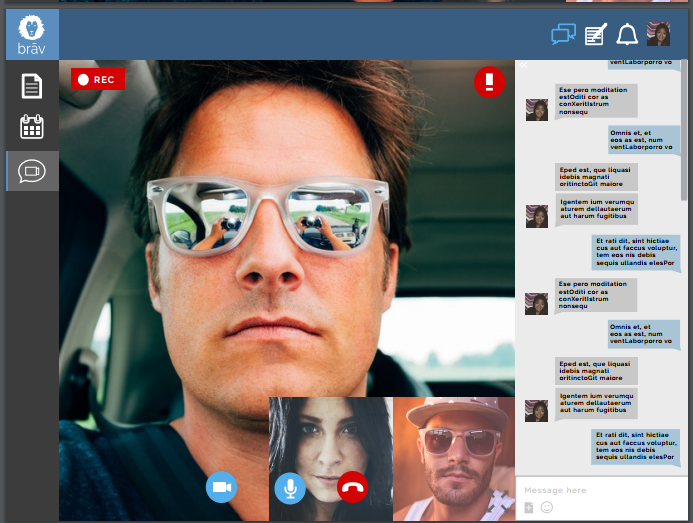 brāv
REC
ventLaborporro vo
Ese pero moditation
estOditi cor as
conXeritIstrum
nonsequ
Omnis et, et
eos as est, num
ventLaborporro vo
Eped est, que liquasi
idebis magnati
oritinctoGit maiore
Igentem ium verumqu
aturem dellautaerum
aut harum fugitibus
Et rati dit, sint hictiae
cus aut faccus voluptur,
tem eos nis debis
sequis ullandis elesPor
Ese pero moditation
estOditi cor as
conXeritIstrum
nonsequ
Omnis et, et
eos as est, num
ventLaborporro vo
Eped est, que liquasi
idebis magnati
oritinctoGit maiore
Igentem ium verumqu
aturem dellautaerum
aut harum fugitibus
Et rati dit, sint hictiae
cus aut faccus voluptur,
tem eos nis debis
sequis ullandis elesPor
Message here